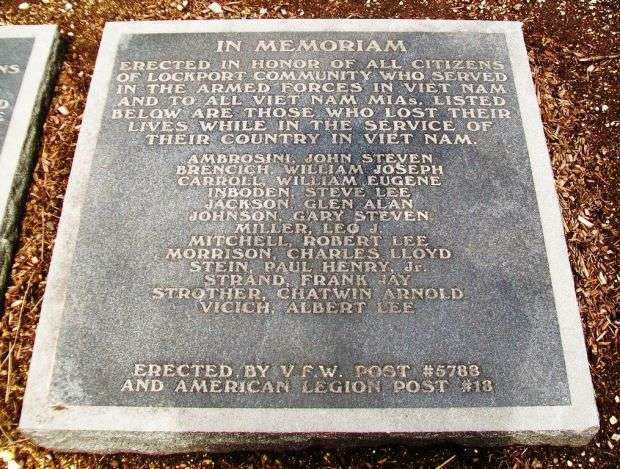 IN MEMORIAM
ERECTED IN HONOR OF ALL CITIZENS
OF LOCKPORT COMMUNITY WHO SERVED
IN THE ARMED FORCES IN VIET NAM
AND TO ALL VIET NAM MIAs. LISTED
BELOW ARE THOSE WHO LOST THEIR
LIVES WHILE IN THE SERVICE OF
THEIR COUNTRY IN VIET NAM.
AMBROSINI, JOHN STEVEN
BRENCICH, WILLIAM JOSEPH
CARROLL, WILLIAM EUGENE
INBODEN, STEVE LEE
JACKSON, GLEN ALAN
JOHNSON, GARY STEVEN
MILLER, LEO J.
MITCHELL, ROBERT LEE
MORRISON, CHARLES LLOYD
STEIN, PAUL HENRY, Jr.
STRAND, FRANK JAY
STROTHER, CHATWIN ARNOLD
VICICH, ALBERT LEE
ERECTED BY V.F.W. POST #5788
AND AMERICAN LEGION POST #18